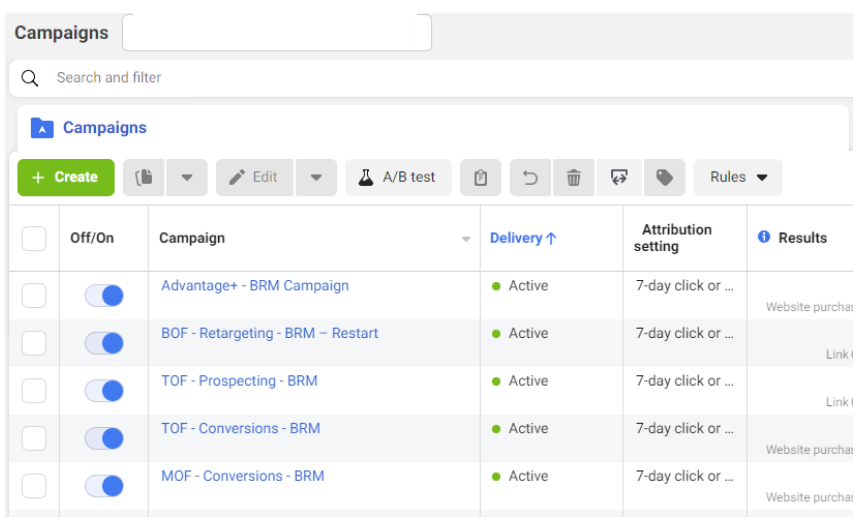 Campaigns
Search and filter
Campaigns
+ Create Edit A/B test Rules
Off/On Campaign Delivery ↑ Attribution setting Results
Advantage+ - BRM Campaign Active 7-day click or ...
Website purchas
BOF - Retargeting - BRM – Restart Active 7-day click or ...
Link
TOF - Prospecting - BRM Active 7-day click or ...
Link
TOF - Conversions - BRM Active 7-day click or ...
Website purchas
MOF - Conversions - BRM Active 7-day click or ...
Website purchas